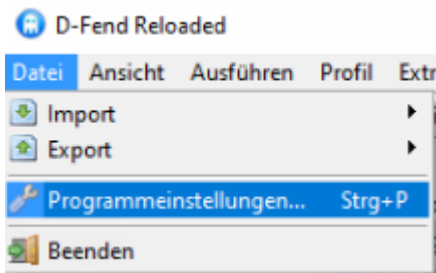 D-Fend Reloaded
Datei Ansicht Ausführen Profil Extr
Import
Export
Programmeinstellungen... Strg+P
Beenden